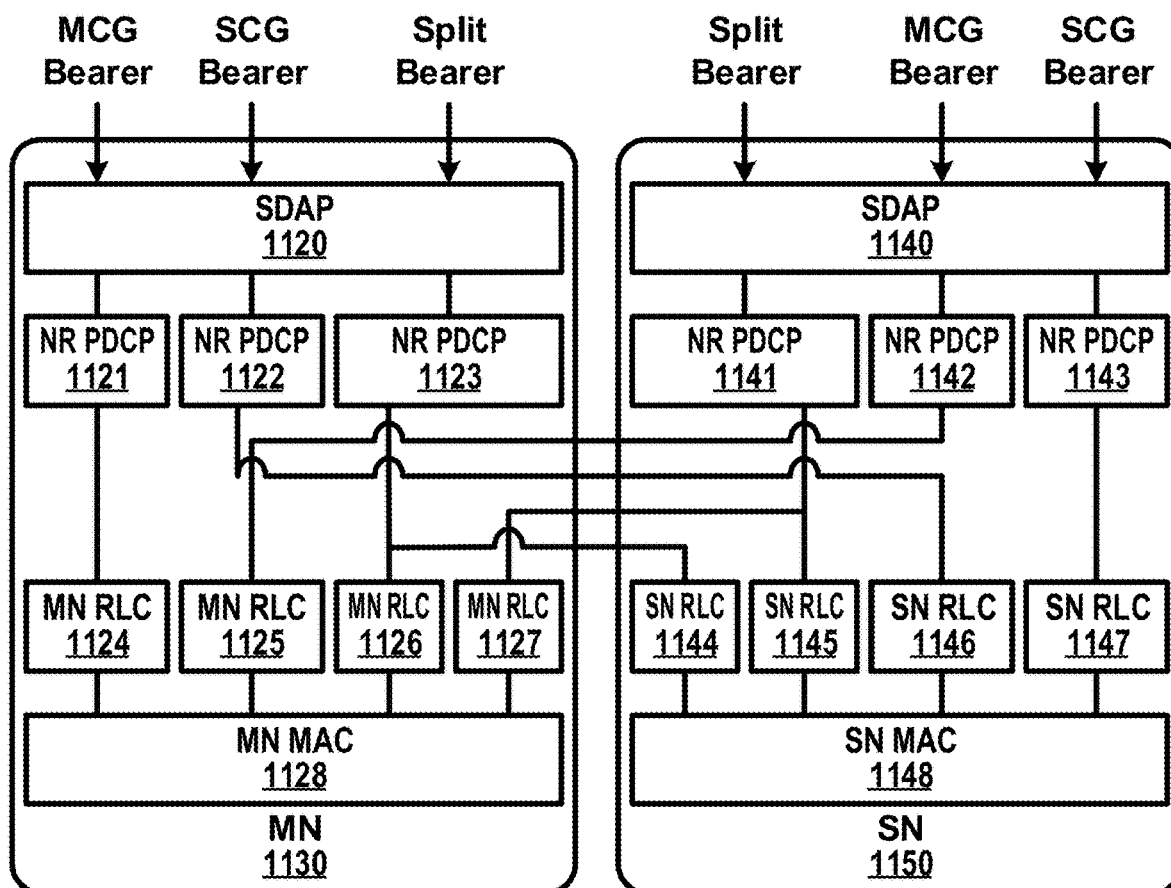 MCG Bearer
SCG Bearer
Split Bearer
Split Bearer
MCG Bearer
SCG Bearer
SDAP
1120
SDAP
1140
NR PDCP
1121
NR PDCP
1122
NR PDCP
1123
NR PDCP
1141
NR PDCP
1142
NR PDCP
1143
MN RLC
1124
MN RLC
1125
MN RLC
1126
MN RLC
1127
SN RLC
1144
SN RLC
1145
SN RLC
1146
SN RLC
1147
MN MAC
1128
SN MAC
1148
MN
1130
SN
1150